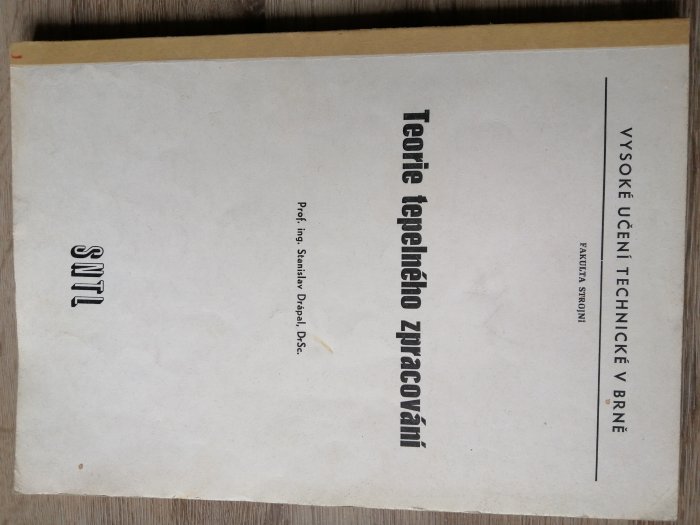 VYSOKÉ UČENÍ TECHNICKÉ V BRNĚ
FAKULTA STROJNÍ
Teorie tepelného zpracování
Prof. ing. Stanislav Drápal, DrSc.
SNTL